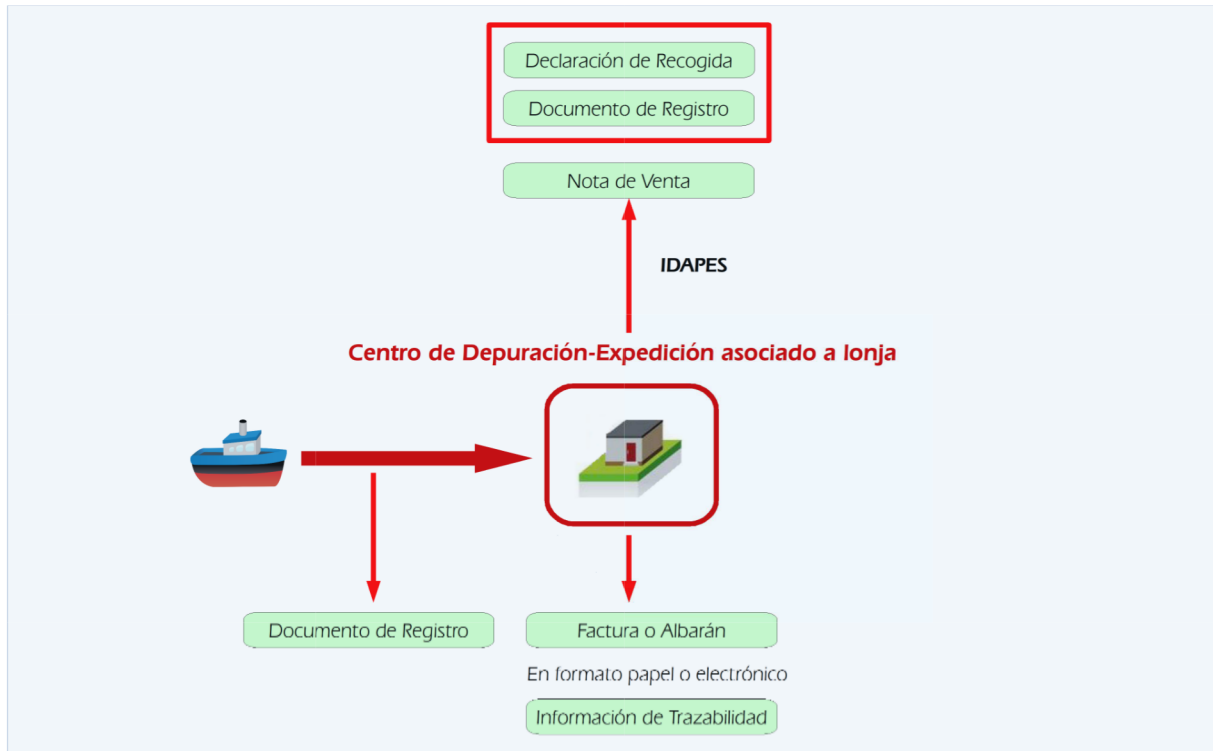 Declaración de Recogida
Documento de Registro
Nota de Venta
IDAPES
Centro de Depuración-Expedición asociado a lonja
Documento de Registro
Factura o Albarán
En formato papel o electrónico
Información de Trazabilidad